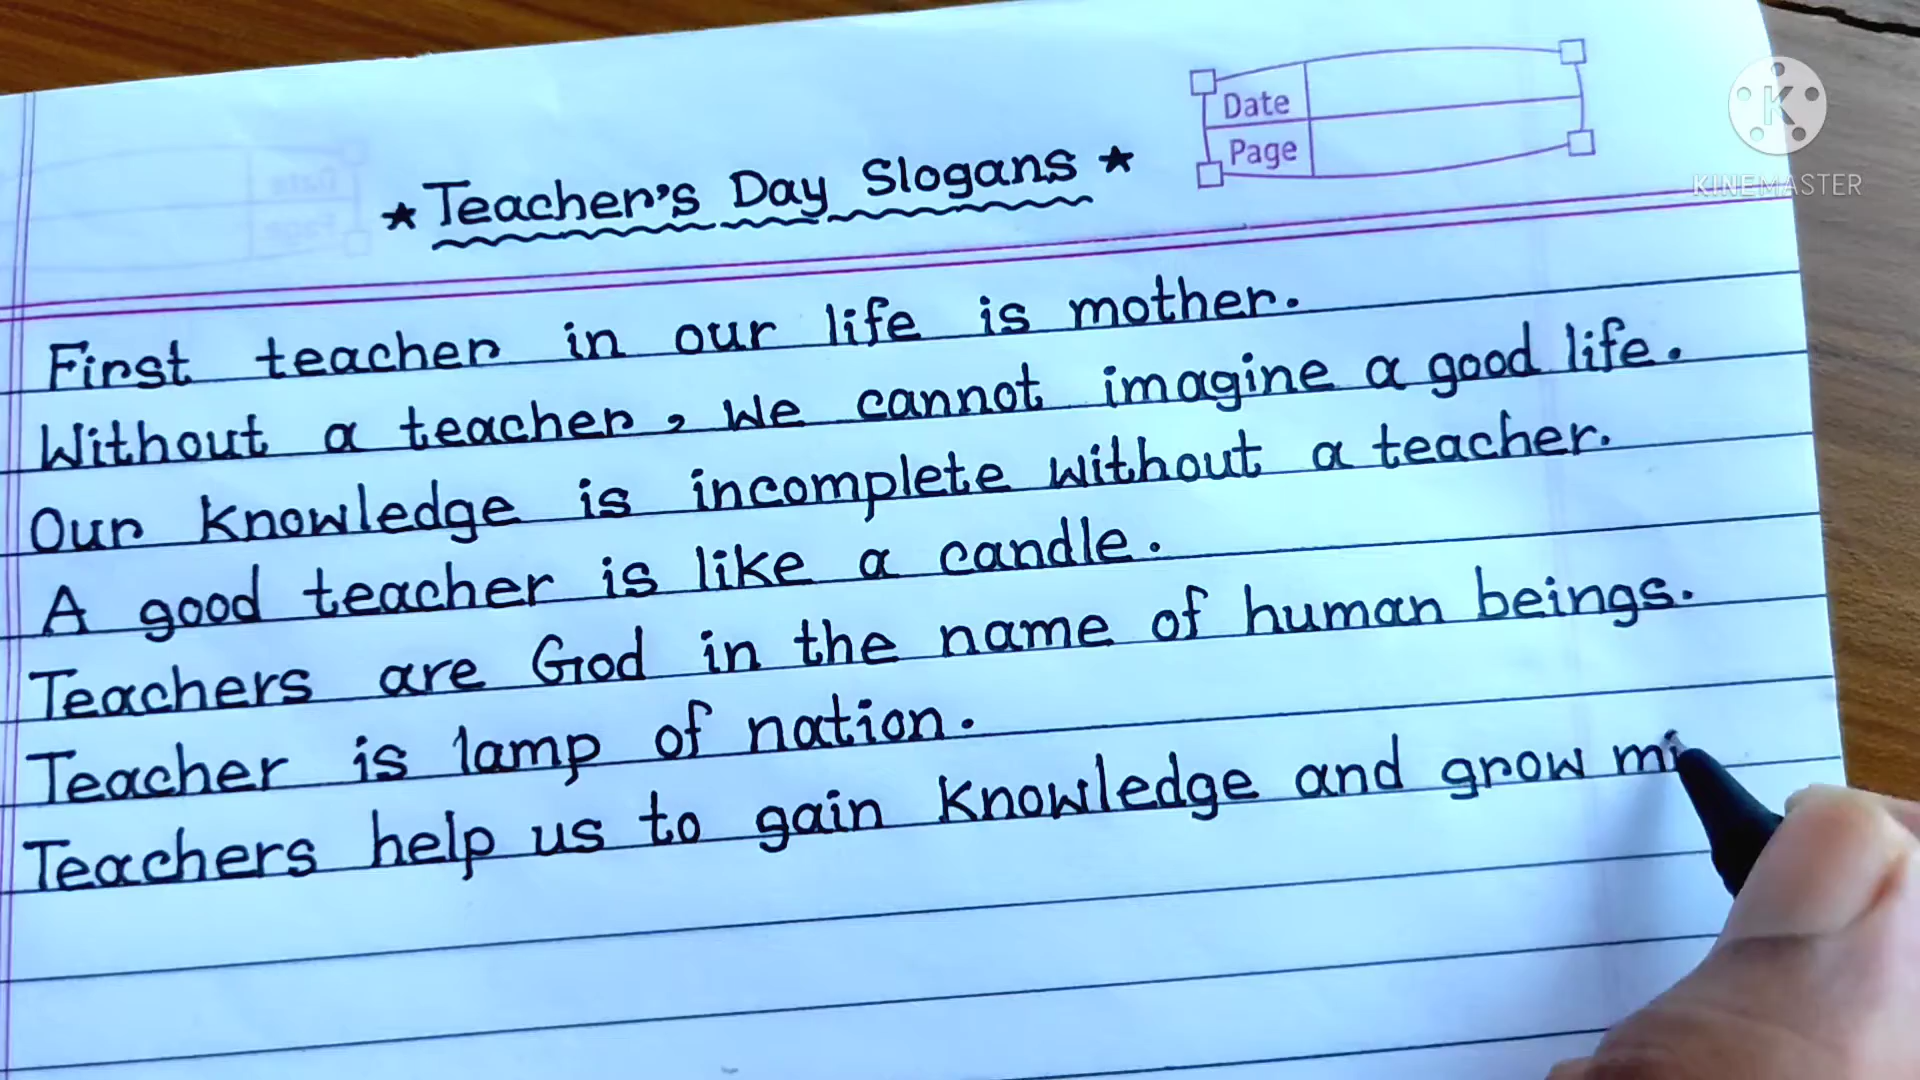 Date
Page
KINEMASTER
★ Teacher's Day Slogans ★
First teacher in our life is mother.
Without a teacher, we cannot imagine a good life.
Our knowledge is incomplete without a teacher.
A good teacher is like a candle.
Teachers are God in the name of human beings.
Teacher is lamp of nation.
Teachers help us to gain knowledge and grow mi